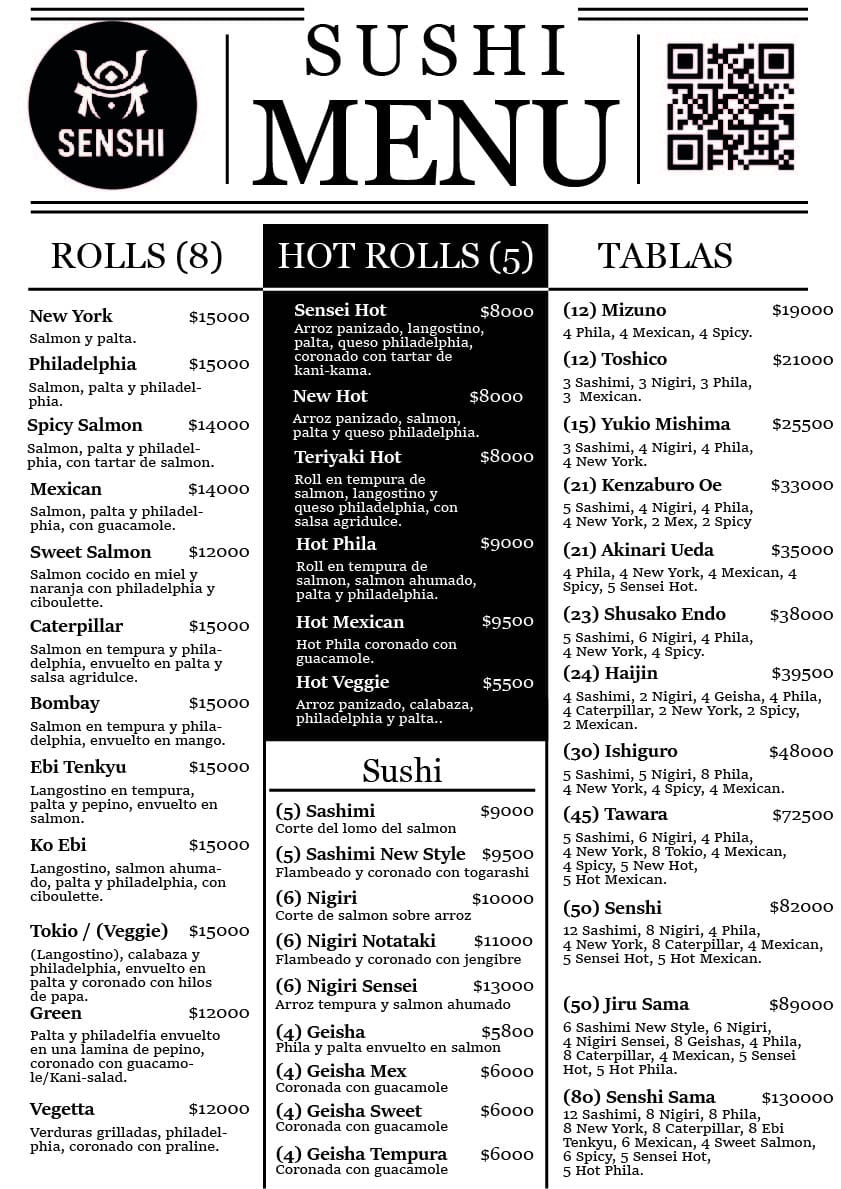 SENSHI
SUSHI
MENU
ROLLS (8)
New York $15000
Salmon y palta.
Philadelphia $15000
Salmon, palta y philadel-
phia.
Spicy Salmon $14000
Salmon, palta y philadel-
phia, con tartar de salmon.
Mexican $14000
Salmon, palta y philadel-
phia, con guacamole.
Sweet Salmon $12000
Salmon cocido en miel y
naranja con philadelphia y
ciboulette.
Caterpillar $15000
Salmon en tempura y phila-
delphia, envuelto en palta y
salsa agridulce.
Bombay $15000
Salmon en tempura y phila-
delphia, envuelto en mango.
Ebi Tenkyu $15000
Langostino en tempura,
palta y pepino, envuelto en
salmon.
Ko Ebi $15000
Langostino, salmon ahuma-
do, palta y philadelphia, con
ciboulette.
Tokio / (Veggie) $15000
(Langostino), calabaza y
philadelphia, envuelto en
palta y coronado con hilos
de papa.
Green $12000
Palta y philadelfia envuelto
en una lamina de pepino,
coronado con guacamo-
le/Kani-salad.
Vegetta $12000
Verduras grilladas, philadel-
phia, coronado con praline.
HOT ROLLS (5)
Sensei Hot $8000
Arroz panizado, langostino,
palta, queso philadelphia,
coronado con tartar de
kani-kama.
New Hot $8000
Arroz panizado, salmon,
palta y queso philadelphia.
Teriyaki Hot $8000
Roll en tempura de
salmon, langostino y
queso philadelphia, con
salsa agridulce.
Hot Phila $9000
Roll en tempura de
salmon, salmon ahumado,
palta y philadelphia.
Hot Mexican $9500
Hot Phila coronado con
guacamole.
Hot Veggie $5500
Arroz panizado, calabaza,
philadelphia y palta..
Sushi
(5) Sashimi $9000
Corte del lomo del salmon
(5) Sashimi New Style $9500
Flambeado y coronado con togarashi
(6) Nigiri $10000
Corte de salmon sobre arroz
(6) Nigiri Notataki $11000
Flambeado y coronado con jengibre
(6) Nigiri Sensei $13000
Arroz tempura y salmon ahumado
(4) Geisha $5800
Phila y palta envuelto en salmon
(4) Geisha Mex $6000
Coronada con guacamole
(4) Geisha Sweet $6000
Coronada con guacamole
(4) Geisha Tempura $6000
Coronada con guacamole
TABLAS
(12) Mizuno $19000
4 Phila, 4 Mexican, 4 Spicy.
(12) Toshico $21000
3 Sashimi, 3 Nigiri, 3 Phila,
3 Mexican.
(15) Yukio Mishima $25500
3 Sashimi, 4 Nigiri, 4 Phila,
4 New York.
(21) Kenzaburo Oe $33000
5 Sashimi, 4 Nigiri, 4 Phila,
4 New York, 2 Mex, 2 Spicy
(21) Akinari Ueda $35000
4 Phila, 4 New York, 4 Mexican, 4
Spicy, 5 Sensei Hot.
(23) Shusako Endo $38000
5 Sashimi, 6 Nigiri, 4 Phila,
4 New York, 4 Spicy.
(24) Haijin $39500
4 Sashimi, 2 Nigiri, 4 Geisha, 4 Phila,
4 Caterpillar, 2 New York, 2 Spicy,
2 Mexican.
(30) Ishiguro $48000
5 Sashimi, 5 Nigiri, 8 Phila,
4 New York, 4 Spicy, 4 Mexican.
(45) Tawara $72500
5 Sashimi, 6 Nigiri, 4 Phila,
4 New York, 8 Tokio, 4 Mexican,
4 Spicy, 5 New Hot,
5 Hot Mexican.
(50) Senshi $82000
12 Sashimi, 8 Nigiri, 4 Phila,
4 New York, 8 Caterpillar, 4 Mexican,
5 Sensei Hot, 5 Hot Mexican.
(50) Jiru Sama $89000
6 Sashimi New Style, 6 Nigiri,
4 Nigiri Sensei, 8 Geishas, 4 Phila,
8 Caterpillar, 4 Mexican, 5 Sensei
Hot, 5 Hot Phila.
(80) Senshi Sama $130000
12 Sashimi, 8 Nigiri, 8 Phila,
8 New York, 8 Caterpillar, 8 Ebi
Tenkyu, 6 Mexican, 4 Sweet Salmon,
6 Spicy, 5 Sensei Hot,
5 Hot Phila.